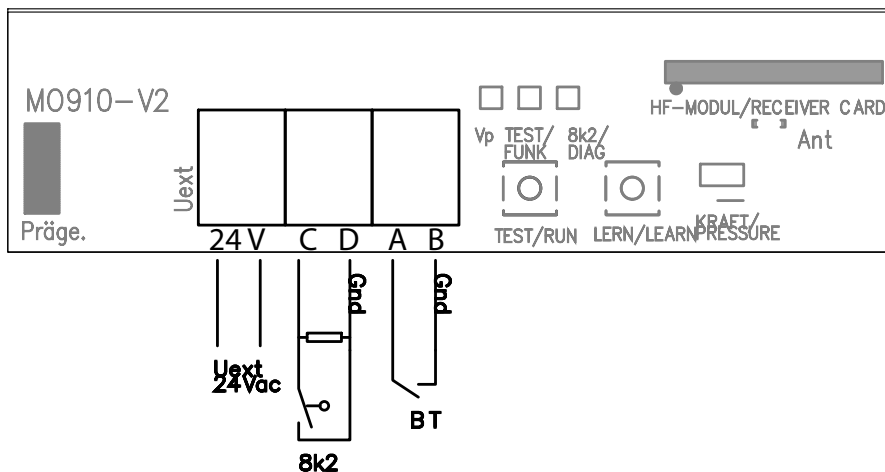 MO910-V2
HF-MODUL/RECEIVER CARD
Ant
Vp TEST/FUNK 8k2/DIAG
Uext
Präge.
24V C D A B
TEST/RUN LERN/LEARN KRAFT/PRESSURE
Gnd Gnd
Uext
24Vac
BT
8k2